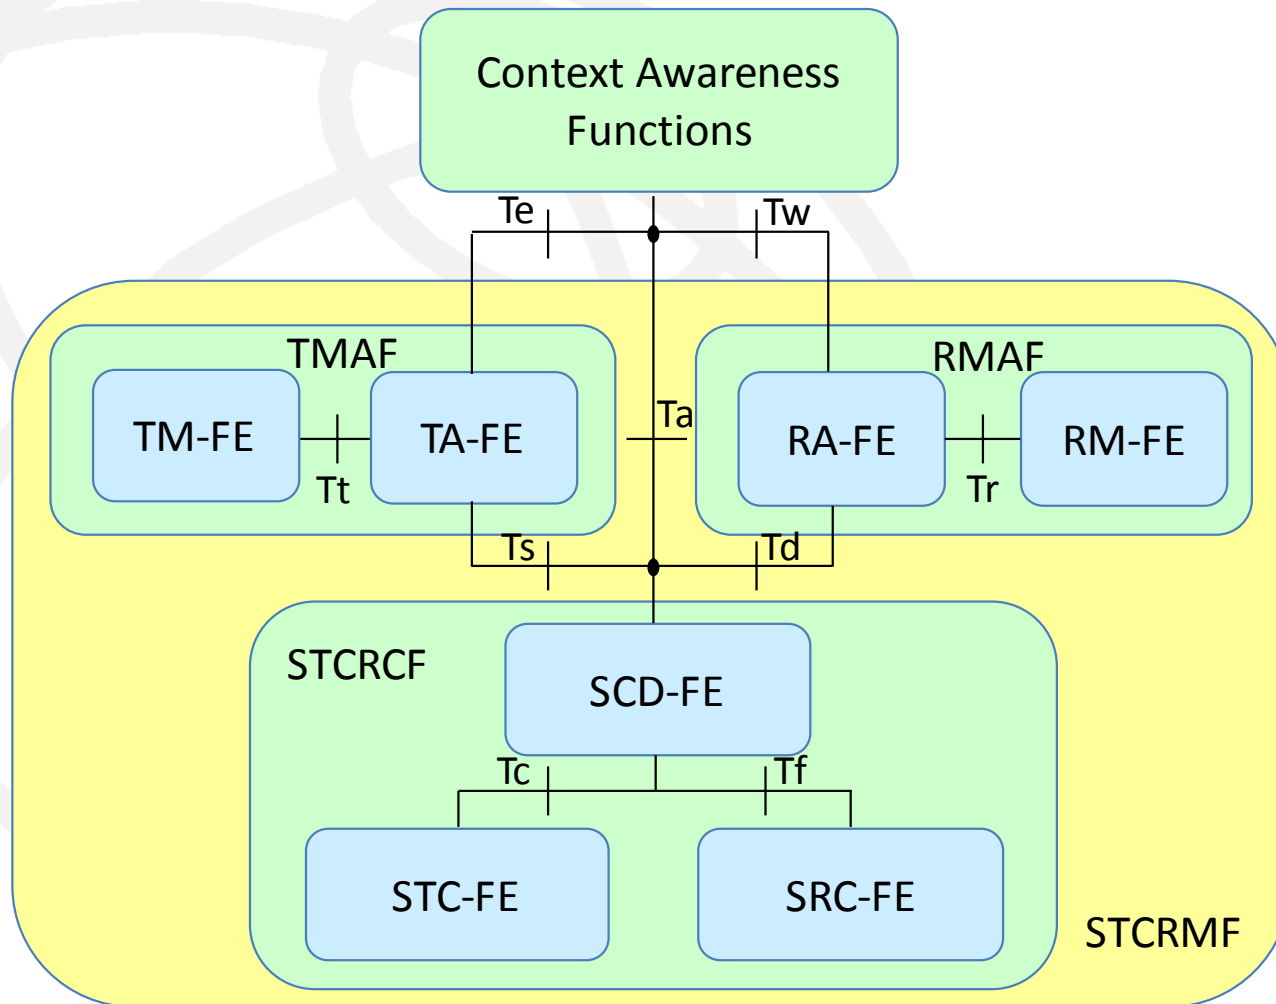 Context Awareness
Functions
Te
Tw
TMAF
RMAF
TM-FE
Tt
TA-FE
Ta
RA-FE
Tr
RM-FE
Ts
Td
STCRCF
SCD-FE
Tc
Tf
STC-FE
SRC-FE
STCRMF